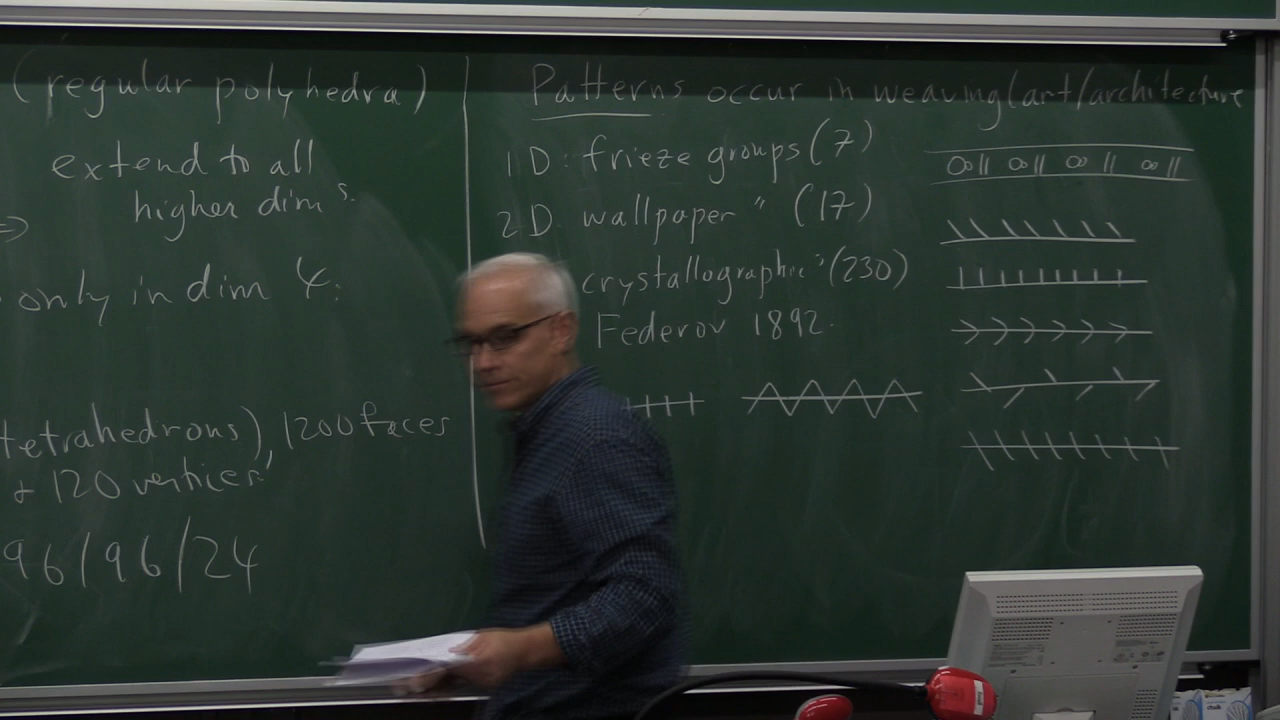 (regular polyhedra)
extend to all
higher dimˢ.
⇒
only in dim 4:
tetrahedrons), 1200 faces
+ 120 vertices
96/96/24
Patterns occur in weaving/art/architecture
1D: frieze groups (7)
2D wallpaper " (17)
crystallographic " (230)
Federov 1892.